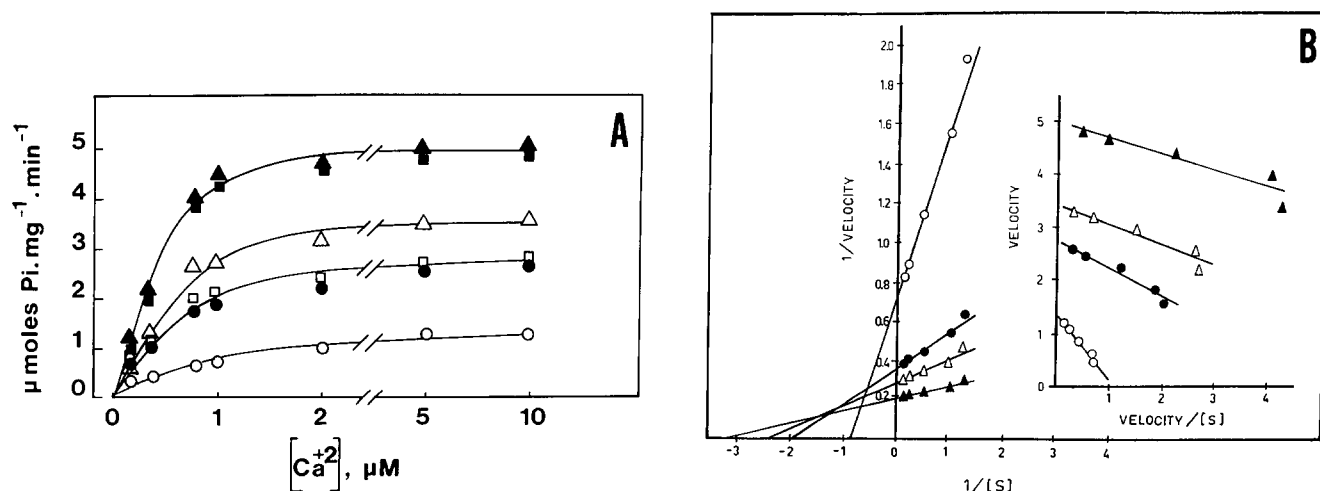 A
µmoles Pi.mg⁻¹.min⁻¹
5
4
3
2
1
0
0 1 2 5 10
[Ca⁺²], µM
B
1/VELOCITY
2.0
1.8
1.6
1.4
1.2
1.0
0.8
0.6
0.4
0.2
-3 -2 -1 0 1 2 3 4
1/[S]
VELOCITY
5
4
3
2
1
0
0 1 2 3 4
VELOCITY/[S]